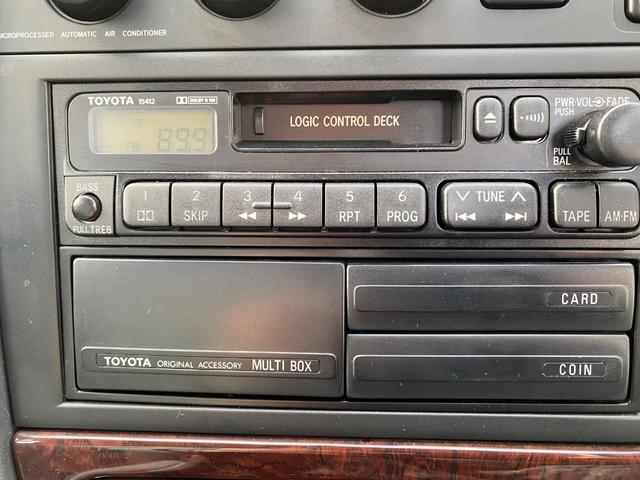 MICROPROCESSED AUTOMATIC AIR CONDITIONER
TOYOTA 15412 DOLBY B NR
ST
FM 89.9
LOGIC CONTROL DECK
PWR·VOL FADE
PUSH
PULL
BAL
BASS
PULL TREB
1 2 3 4 5 6
SKIP RPT PROG
TUNE
TAPE AM·FM
TOYOTA ORIGINAL ACCESSORY MULTI BOX
CARD
COIN